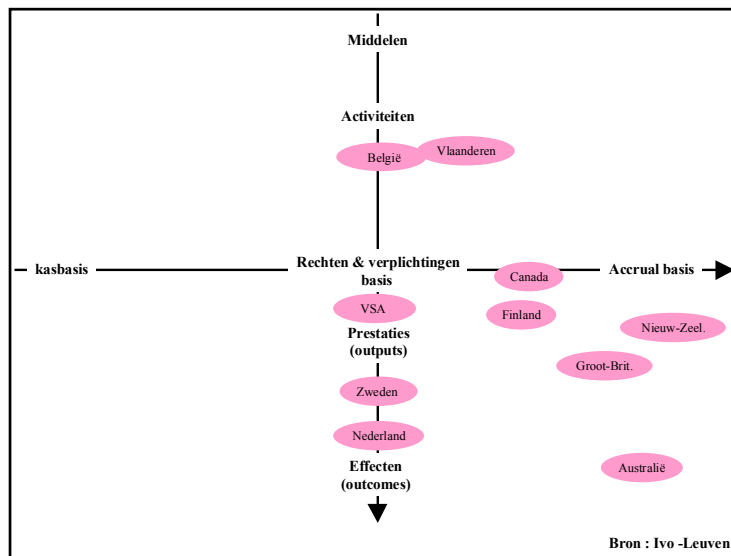 Middelen
Activiteiten
België
Vlaanderen
kasbasis
Rechten & verplichtingen
basis
Canada
Accrual basis
VSA
Finland
Nieuw-Zeel.
Prestaties
(outputs)
Groot-Brit.
Zweden
Nederland
Effecten
(outcomes)
Australië
Bron : Ivo -Leuven